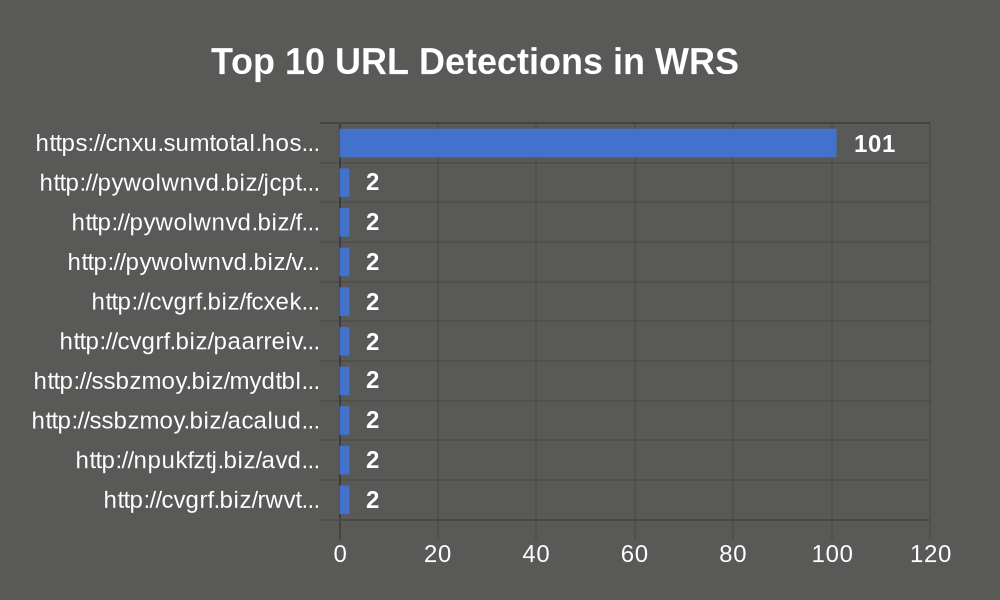 Top 10 URL Detections in WRS
https://cnxu.sumtotal.hos... 101
http://pywolwnvd.biz/jcpt... 2
http://pywolwnvd.biz/f... 2
http://pywolwnvd.biz/v... 2
http://cvgrf.biz/fcxek... 2
http://cvgrf.biz/paarreiv... 2
http://ssbzmoy.biz/mydtbl... 2
http://ssbzmoy.biz/acalud... 2
http://npukfztj.biz/avd... 2
http://cvgrf.biz/rwvt... 2
0 20 40 60 80 100 120